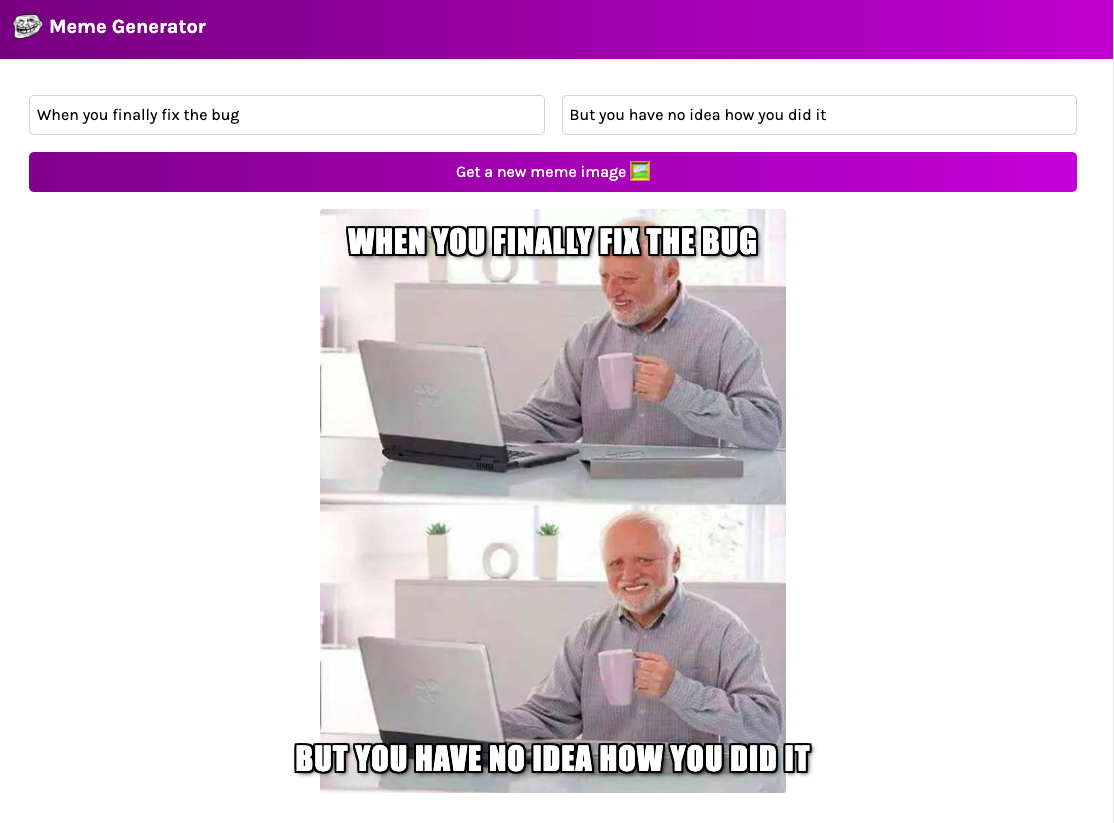 Meme Generator
When you finally fix the bug
But you have no idea how you did it
Get a new meme image
WHEN YOU FINALLY FIX THE BUG
BUT YOU HAVE NO IDEA HOW YOU DID IT